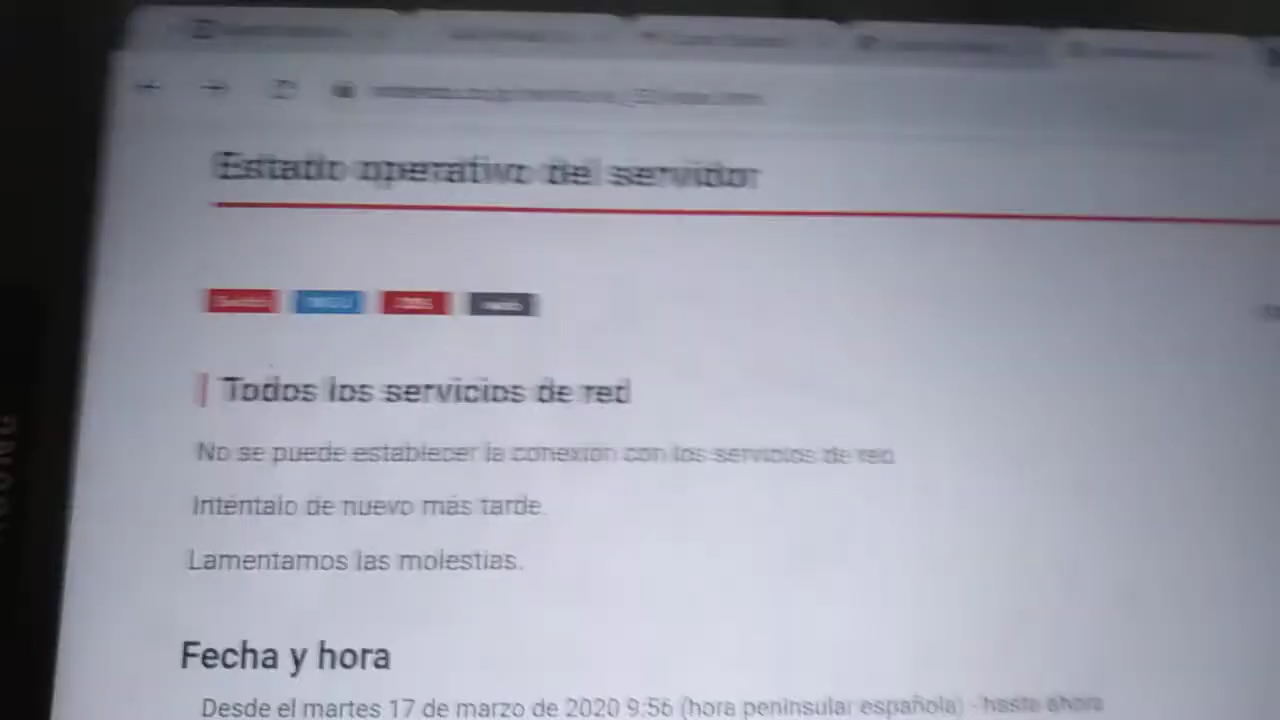 Estado operativo del servidor
Todos los servicios de red
No se puede establecer la conexión con los servicios de red.
Inténtalo de nuevo más tarde.
Lamentamos las molestias.
Fecha y hora
Desde el martes 17 de marzo de 2020 9:56 (hora peninsular española) - hasta ahora